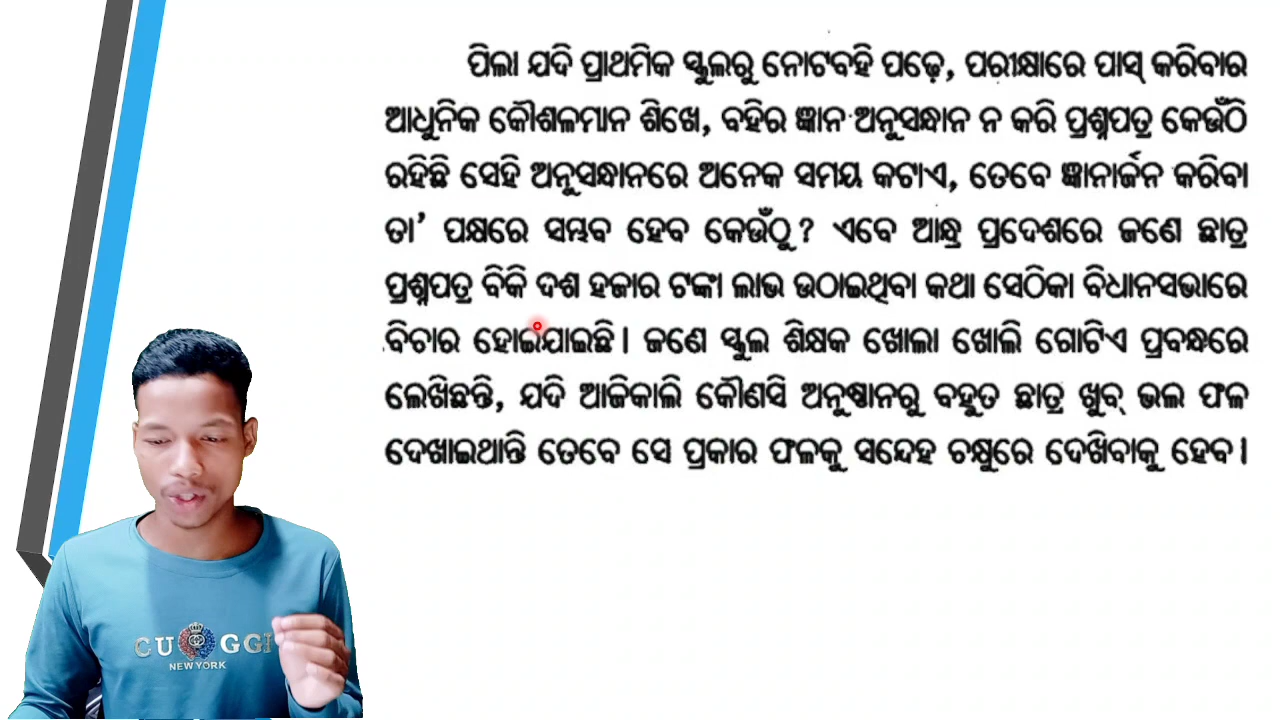 ପିଲା ଯଦି ପ୍ରାଥମିକ ସ୍କୁଲରୁ ନୋଟବହି ପଢ଼େ, ପରୀକ୍ଷାରେ ପାସ୍ କରିବାର
ଆଧୁନିକ କୌଶଳମାନ ଶିଖେ, ବହିର ଜ୍ଞାନ ଅନୁସନ୍ଧାନ ନ କରି ପ୍ରଶ୍ନପତ୍ର କେଉଁଠି
ରହିଛି ସେହି ଅନୁସନ୍ଧାନରେ ଅନେକ ସମୟ କଟାଏ, ତେବେ ଜ୍ଞାନାର୍ଜନ କରିବା
ତା’ ପକ୍ଷରେ ସମ୍ଭବ ହେବ କେଉଁଠୁ ? ଏବେ ଆନ୍ଧ୍ର ପ୍ରଦେଶରେ ଜଣେ ଛାତ୍ର
ପ୍ରଶ୍ନପତ୍ର ବିକି ଦଶ ହଜାର ଟଙ୍କା ଲାଭ ଉଠାଇଥିବା କଥା ସେଠିକା ବିଧାନସଭାରେ
ବିଚାର ହୋଇଯାଇଛି । ଜଣେ ସ୍କୁଲ ଶିକ୍ଷକ ଖୋଲା ଖୋଲି ଗୋଟିଏ ପ୍ରବନ୍ଧରେ
ଲେଖିଛନ୍ତି, ଯଦି ଆଜିକାଲି କୌଣସି ଅନୁଷ୍ଠାନରୁ ବହୁତ ଛାତ୍ର ଖୁବ୍ ଭଲ ଫଳ
ଦେଖାଇଥାନ୍ତି ତେବେ ସେ ପ୍ରକାର ଫଳକୁ ସନ୍ଦେହ ଚକ୍ଷୁରେ ଦେଖିବାକୁ ହେବ ।
CU GGI
NEW YORK